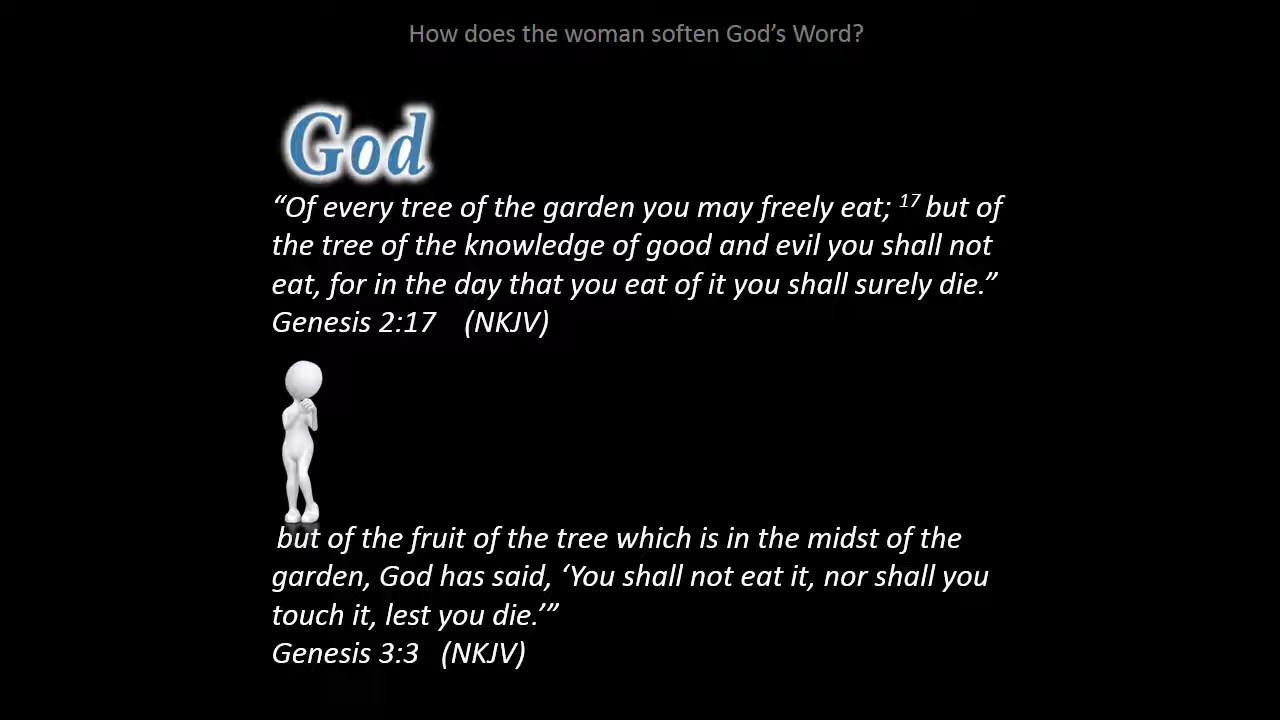 How does the woman soften God’s Word?
God
“Of every tree of the garden you may freely eat; 17 but of
the tree of the knowledge of good and evil you shall not
eat, for in the day that you eat of it you shall surely die.”
Genesis 2:17 (NKJV)
but of the fruit of the tree which is in the midst of the
garden, God has said, ‘You shall not eat it, nor shall you
touch it, lest you die.’”
Genesis 3:3 (NKJV)